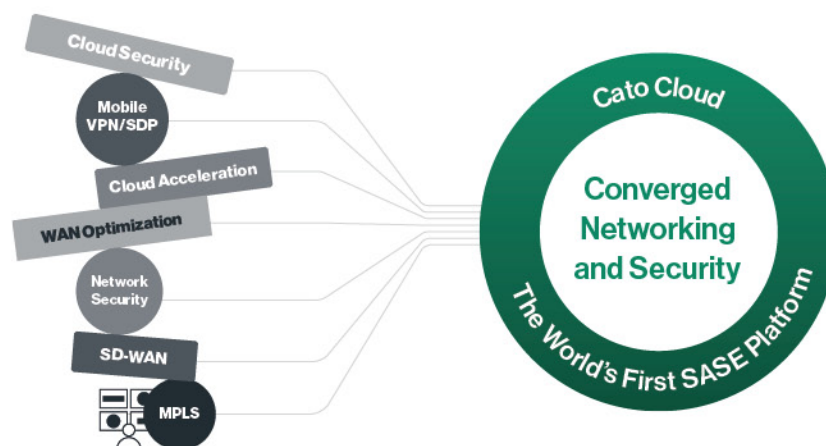 Cloud Security
Mobile
VPN/SDP
Cloud Acceleration
WAN Optimization
Network
Security
SD-WAN
MPLS
Cato Cloud
Converged
Networking
and Security
The World's First SASE Platform